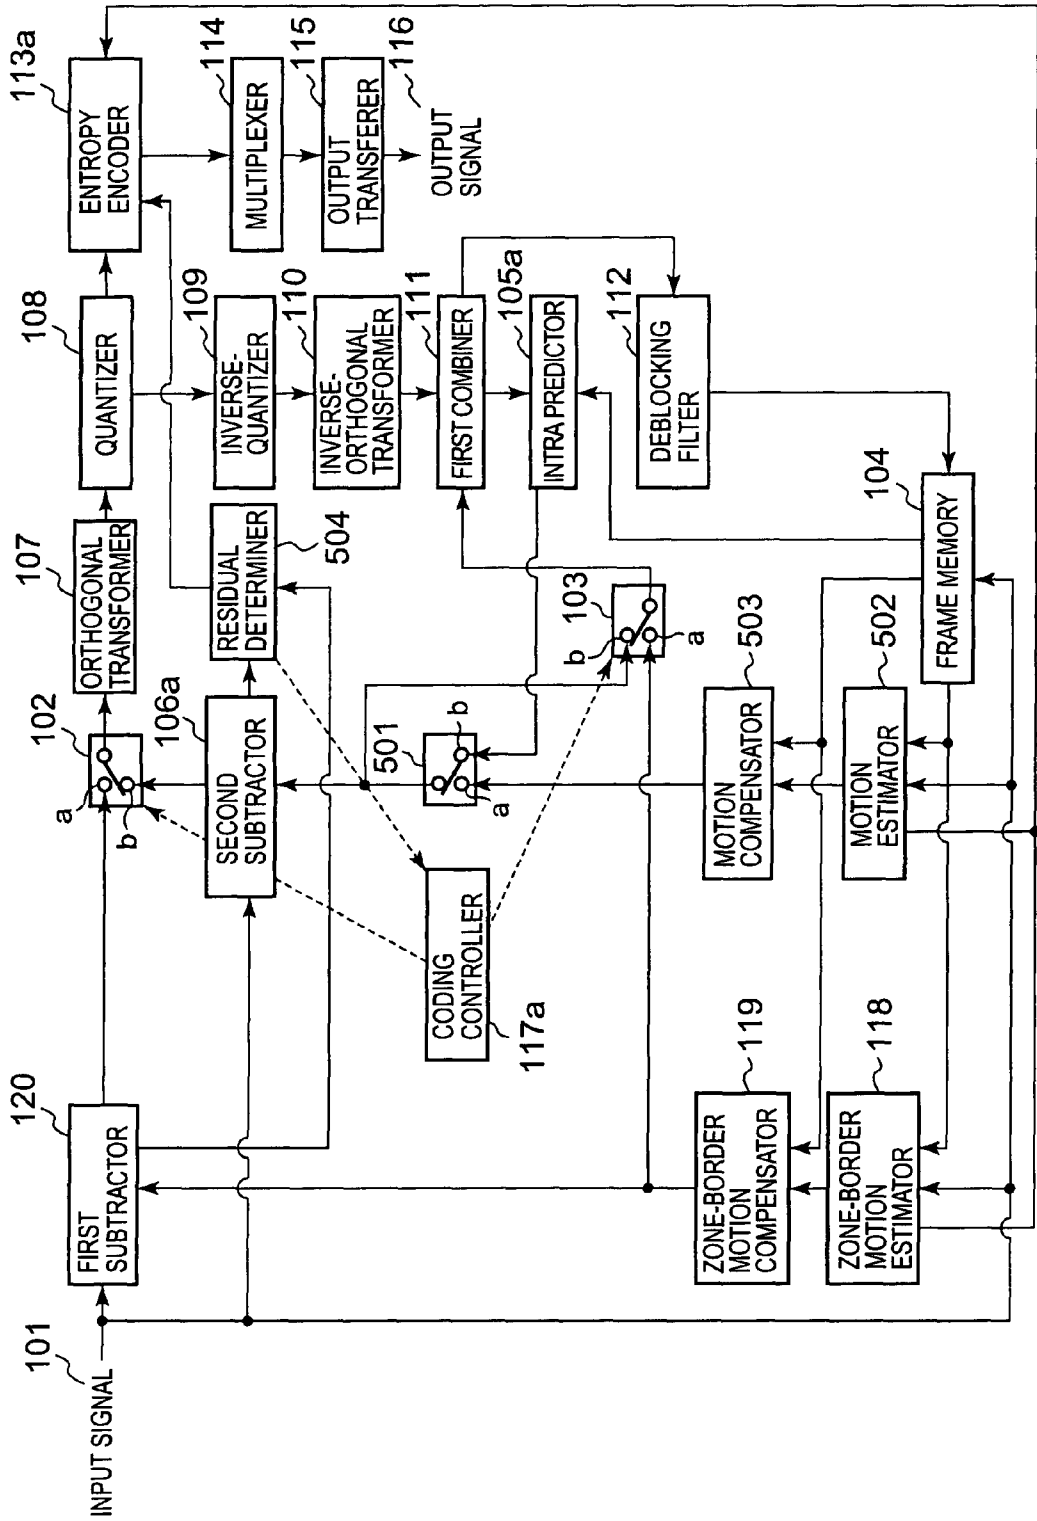 INPUT SIGNAL
101
FIRST
SUBTRACTOR
120
a
b
102
ORTHOGONAL
TRANSFORMER
107
QUANTIZER
108
ENTROPY
ENCODER
113a
SECOND
SUBTRACTOR
106a
RESIDUAL
DETERMINER
504
INVERSE-
QUANTIZER
109
MULTIPLEXER
114
INVERSE-
ORTHOGONAL
TRANSFORMER
110
OUTPUT
TRANSFERER
115
OUTPUT
SIGNAL
116
CODING
CONTROLLER
117a
501
a
b
FIRST COMBINER
111
INTRA PREDICTOR
105a
103
b
a
DEBLOCKING
FILTER
112
ZONE-BORDER
MOTION
COMPENSATOR
119
MOTION
COMPENSATOR
503
ZONE-BORDER
MOTION
ESTIMATOR
118
MOTION
ESTIMATOR
502
FRAME MEMORY
104